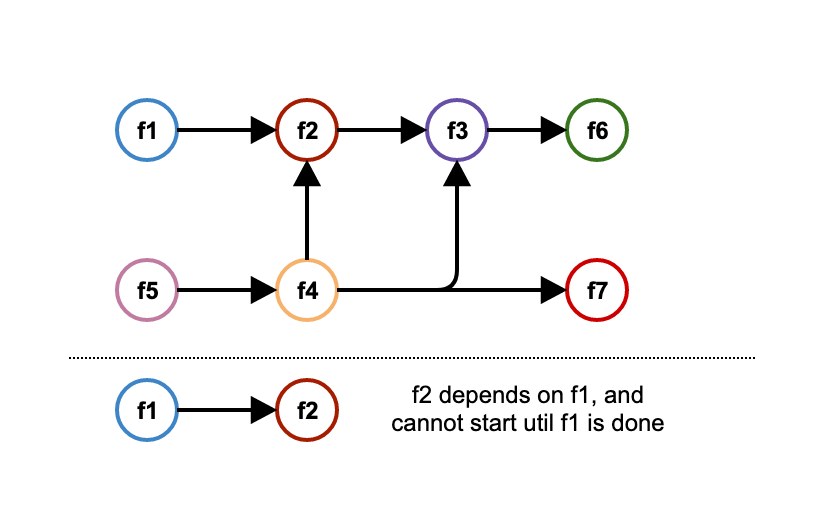 f1
f2
f3
f6
f5
f4
f7
f1
f2
f2 depends on f1, and
cannot start util f1 is done